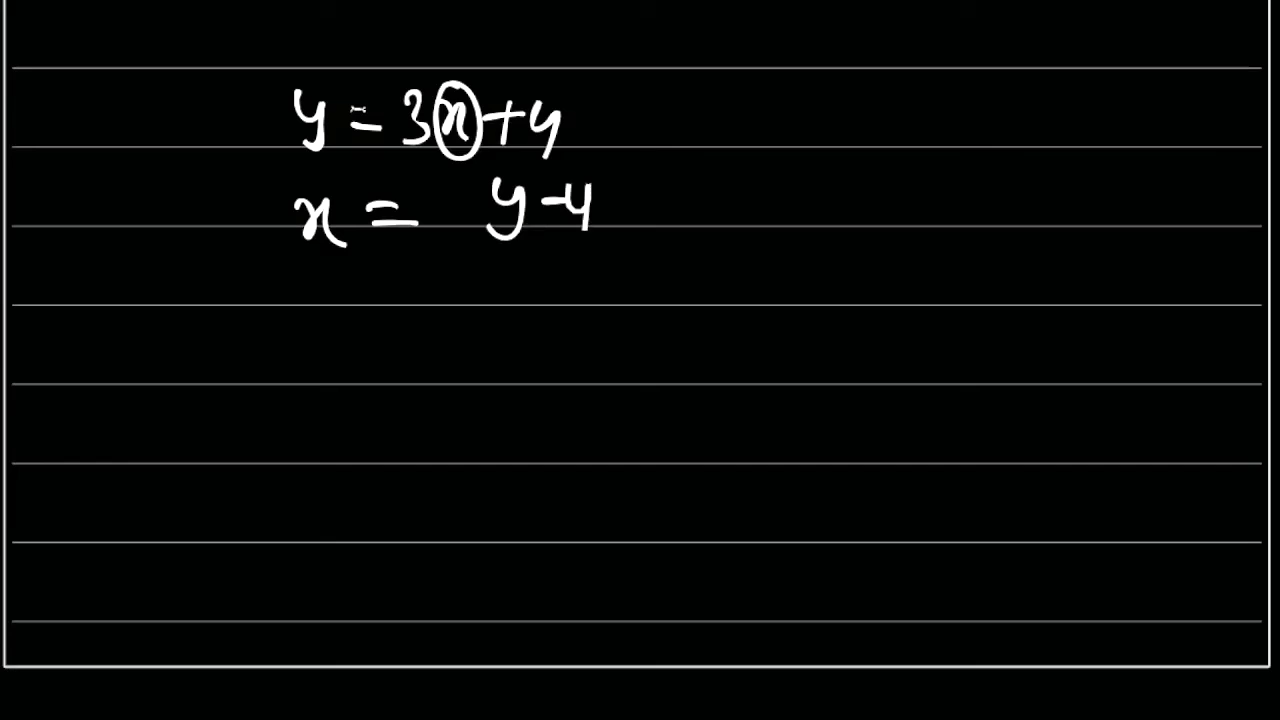 y = 3x + 4
x = y - 4